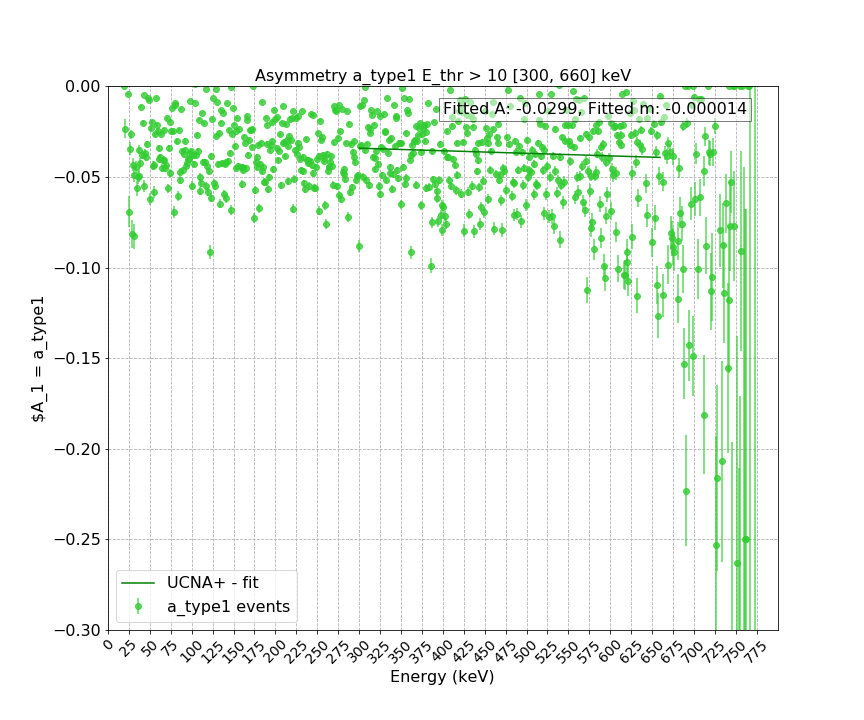 Asymmetry a_type1 E_thr > 10 [300, 660] keV
Fitted A: -0.0299, Fitted m: -0.000014
0.00
−0.05
−0.10
−0.15
−0.20
−0.25
−0.30
$A_1 = a_type1
UCNA+ - fit
a_type1 events
0 25 50 75 100 125 150 175 200 225 250 275 300 325 350 375 400 425 450 475 500 525 550 575 600 625 650 675 700 725 750 775
Energy (keV)